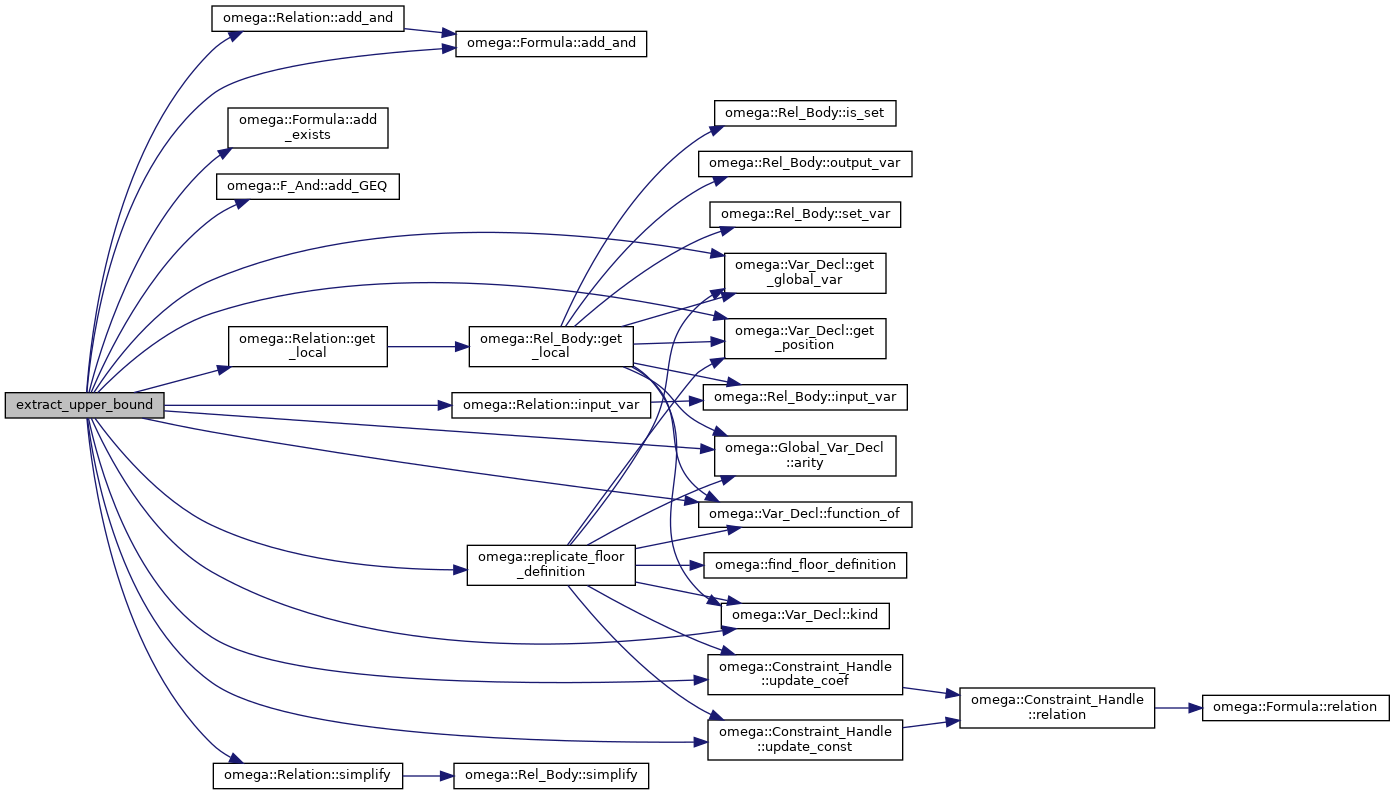 omega::Relation::add_and
omega::Formula::add_and
omega::Formula::add
_exists
omega::F_And::add_GEQ
omega::Rel_Body::is_set
omega::Rel_Body::output_var
omega::Rel_Body::set_var
omega::Var_Decl::get
_global_var
omega::Var_Decl::get
_position
omega::Relation::get
_local
omega::Rel_Body::get
_local
omega::Rel_Body::input_var
extract_upper_bound
omega::Relation::input_var
omega::Global_Var_Decl
::arity
omega::Var_Decl::function_of
omega::replicate_floor
_definition
omega::find_floor_definition
omega::Var_Decl::kind
omega::Constraint_Handle
::update_coef
omega::Constraint_Handle
::relation
omega::Formula::relation
omega::Constraint_Handle
::update_const
omega::Relation::simplify
omega::Rel_Body::simplify